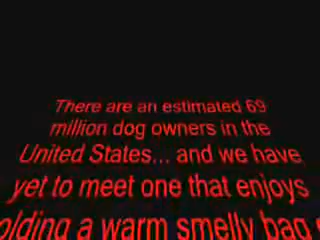 There are an estimated 69
million dog owners in the
United States... and we have
yet to meet one that enjoys
olding a warm smelly bag